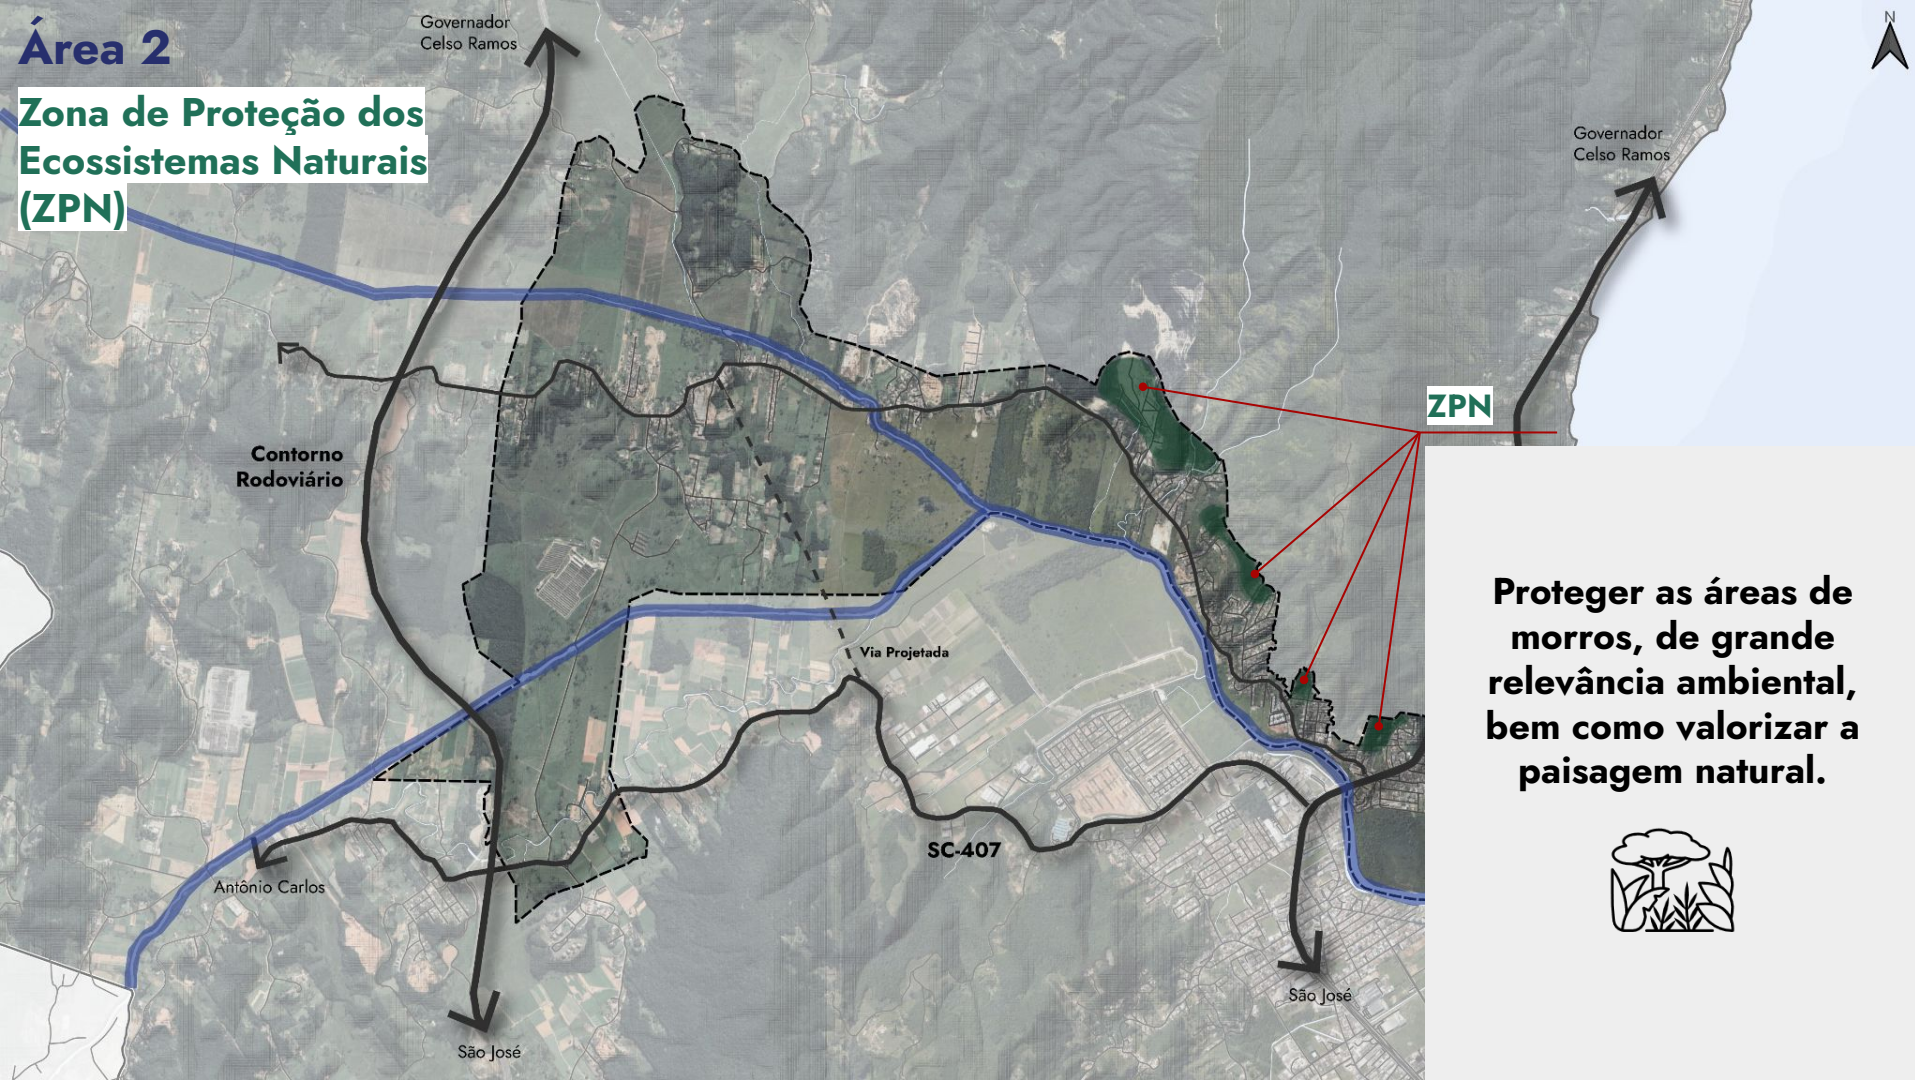 Área 2
Zona de Proteção dos
Ecossistemas Naturais
(ZPN)
Governador
Celso Ramos
N
Governador
Celso Ramos
ZPN
Contorno
Rodoviário
Via Projetada
SC-407
Antônio Carlos
São José
São José
Proteger as áreas de
morros, de grande
relevância ambiental,
bem como valorizar a
paisagem natural.